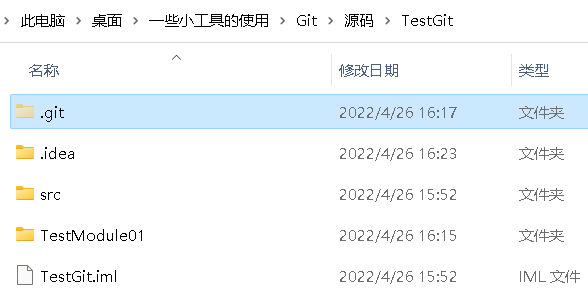 此电脑 > 桌面 > 一些小工具的使用 > Git > 源码 > TestGit
名称 修改日期 类型
.git 2022/4/26 16:17 文件夹
.idea 2022/4/26 16:23 文件夹
src 2022/4/26 15:52 文件夹
TestModule01 2022/4/26 16:15 文件夹
TestGit.iml 2022/4/26 15:52 IML 文件